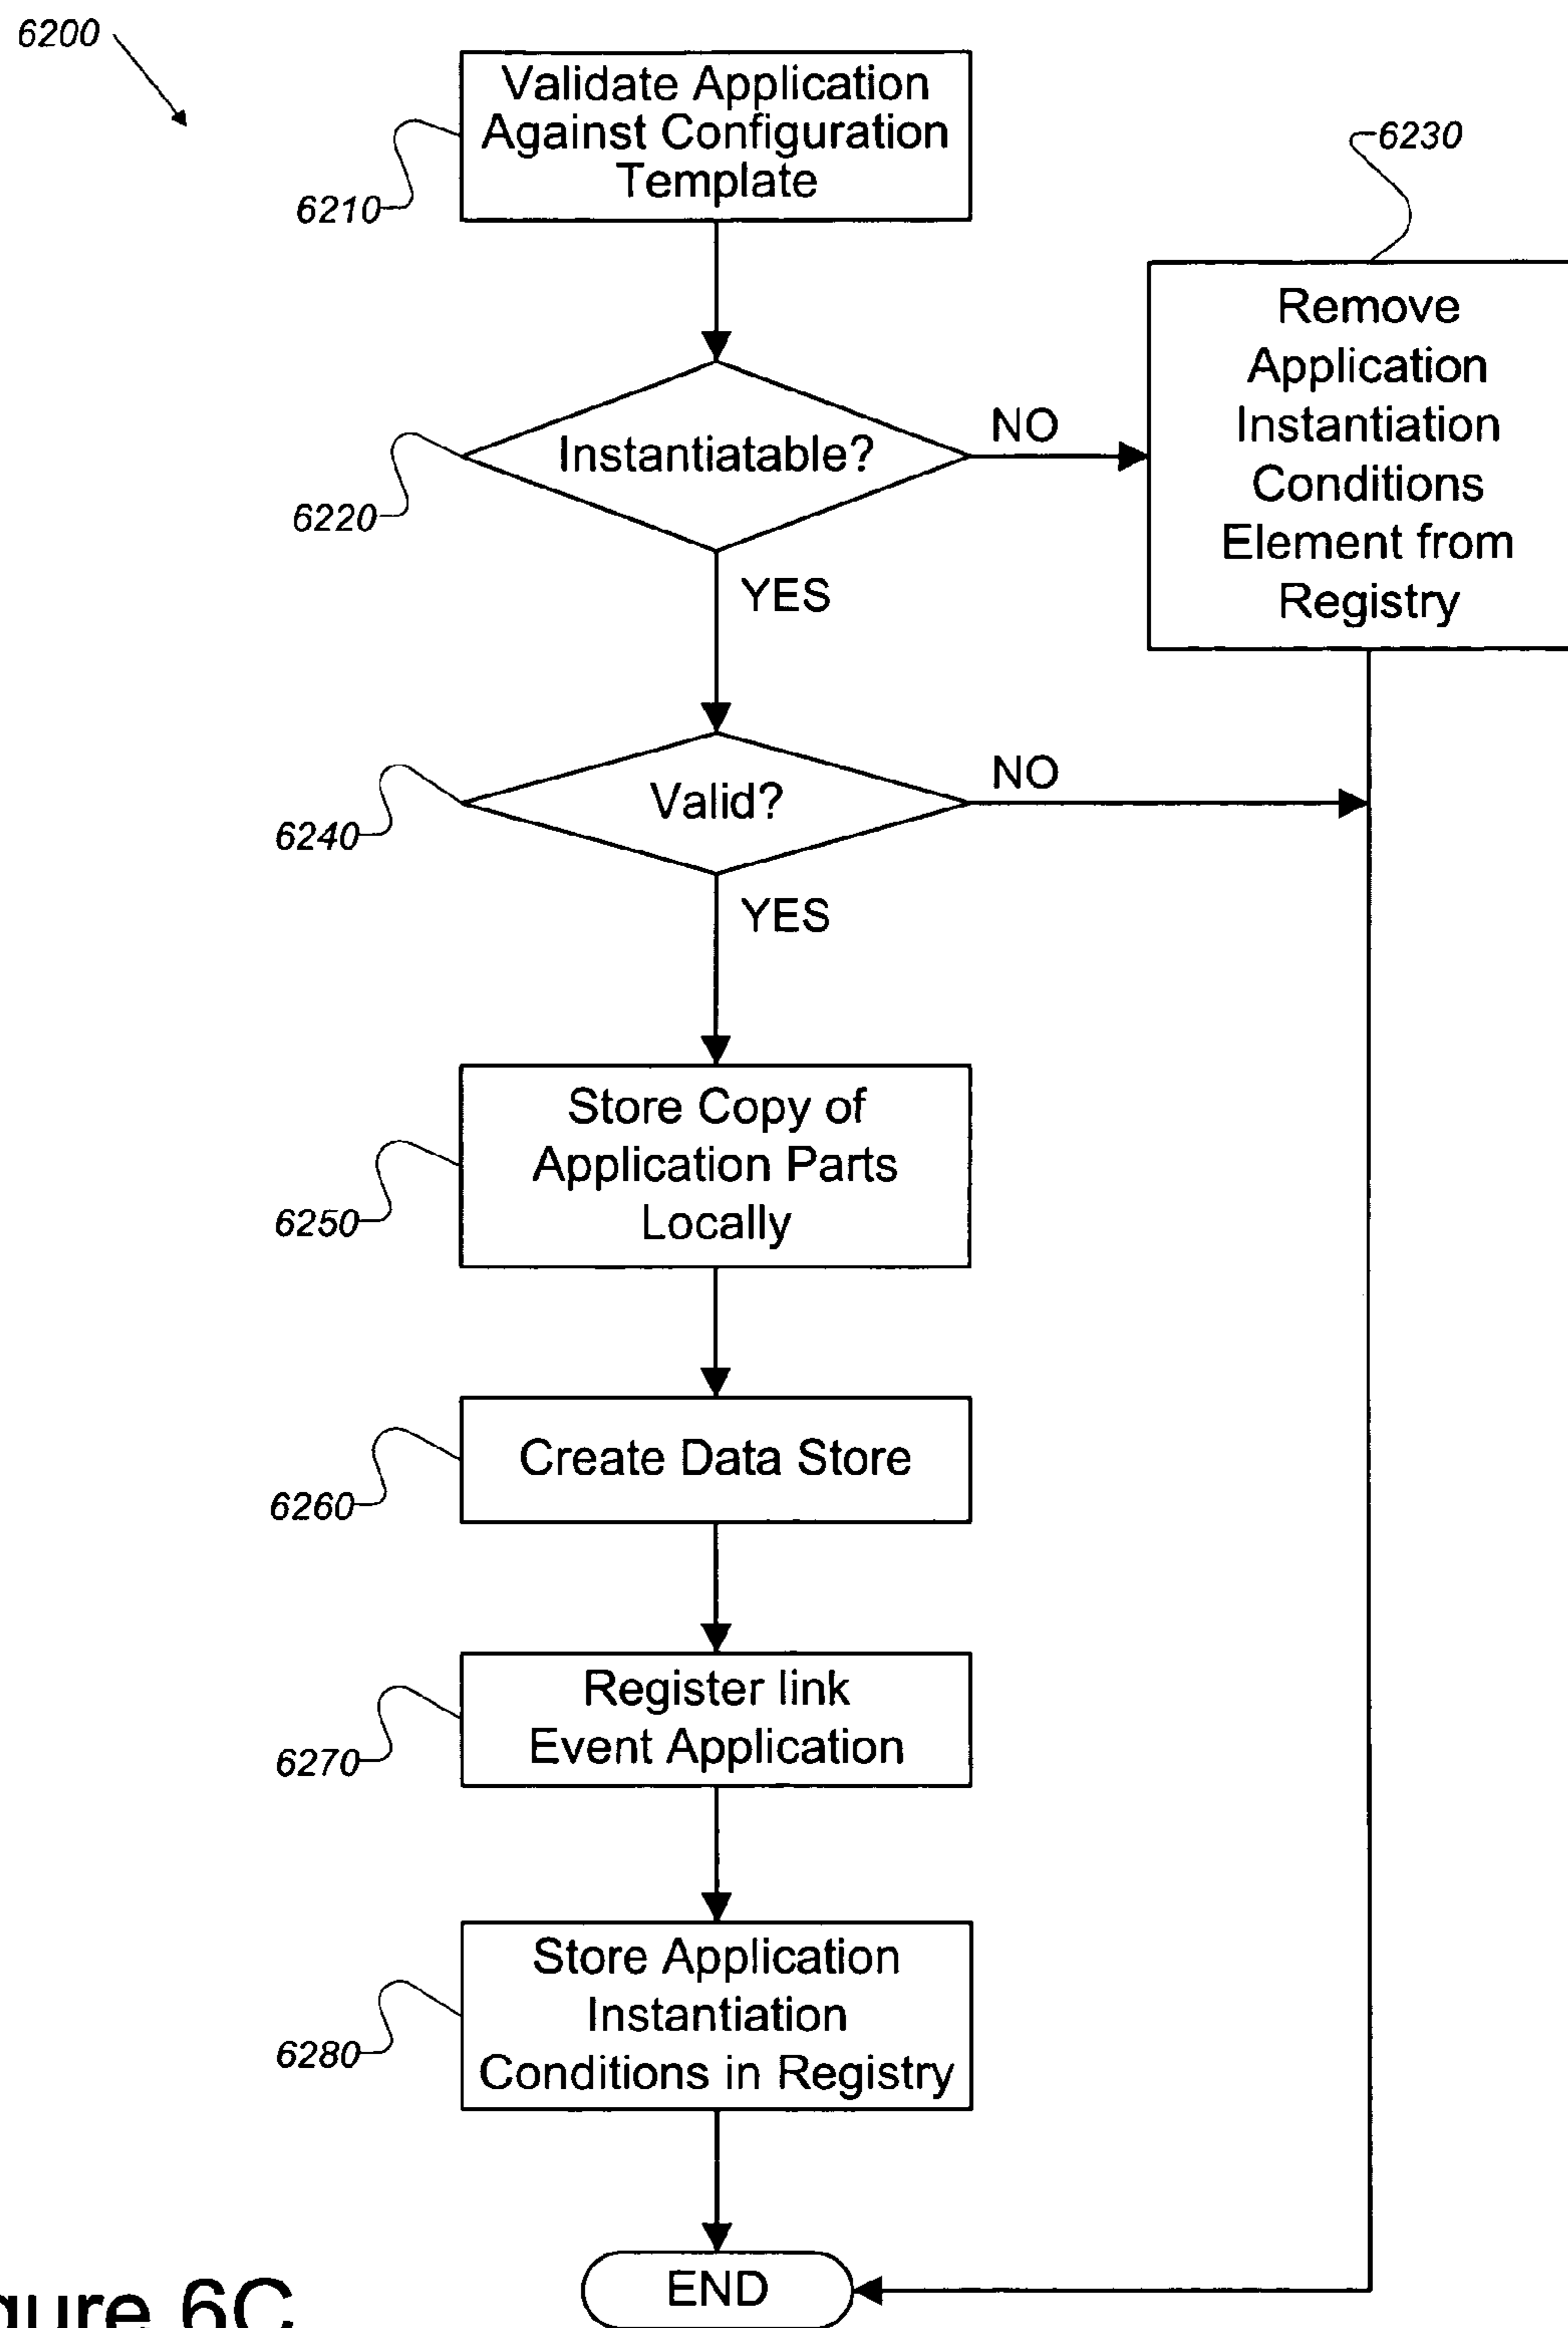 6200
Validate Application
Against Configuration
Template
6210
6230
Remove
Application
Instantiation
Conditions
Element from
Registry
Instantiatable?
NO
6220
YES
Valid?
NO
6240
YES
Store Copy of
Application Parts
Locally
6250
Create Data Store
6260
Register link
Event Application
6270
Store Application
Instantiation
Conditions in Registry
6280
END
gure 6C